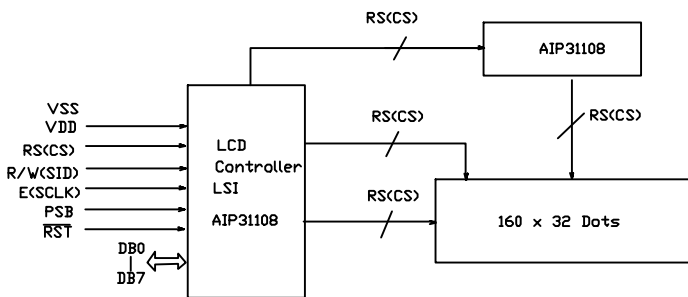 RS(CS)
AIP31108
VSS
VDD
RS(CS)
R/W(SID)
E(SCLK)
PSB
RST
DB0
DB7
LCD
Controller
LSI
AIP31108
RS(CS)
RS(CS)
RS(CS)
160 x 32 Dots